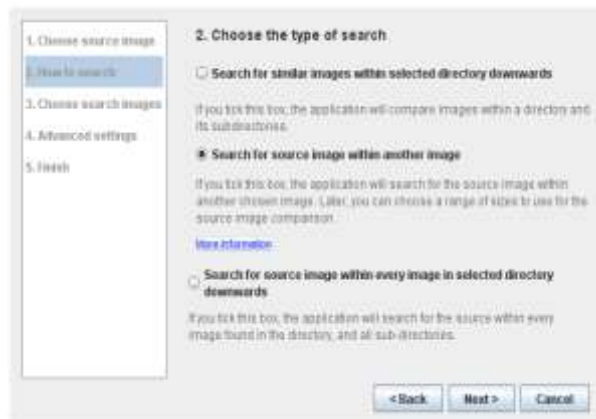 1. Choose source image
2. How to search
3. Choose search images
4. Advanced settings
5. Finish
2. Choose the type of search
Search for similar images within selected directory downwards
If you tick this box, the application will compare images within a directory and
its subdirectories.
Search for source image within another image
If you tick this box, the application will search for the source image within
another chosen image. Later, you can choose a range of sizes to use for the
source image comparison.
More information
Search for source image within every image in selected directory
downwards
If you tick this box, the application will search for the source within every
image found in the directory, and all sub-directories.
< Back
Next >
Cancel